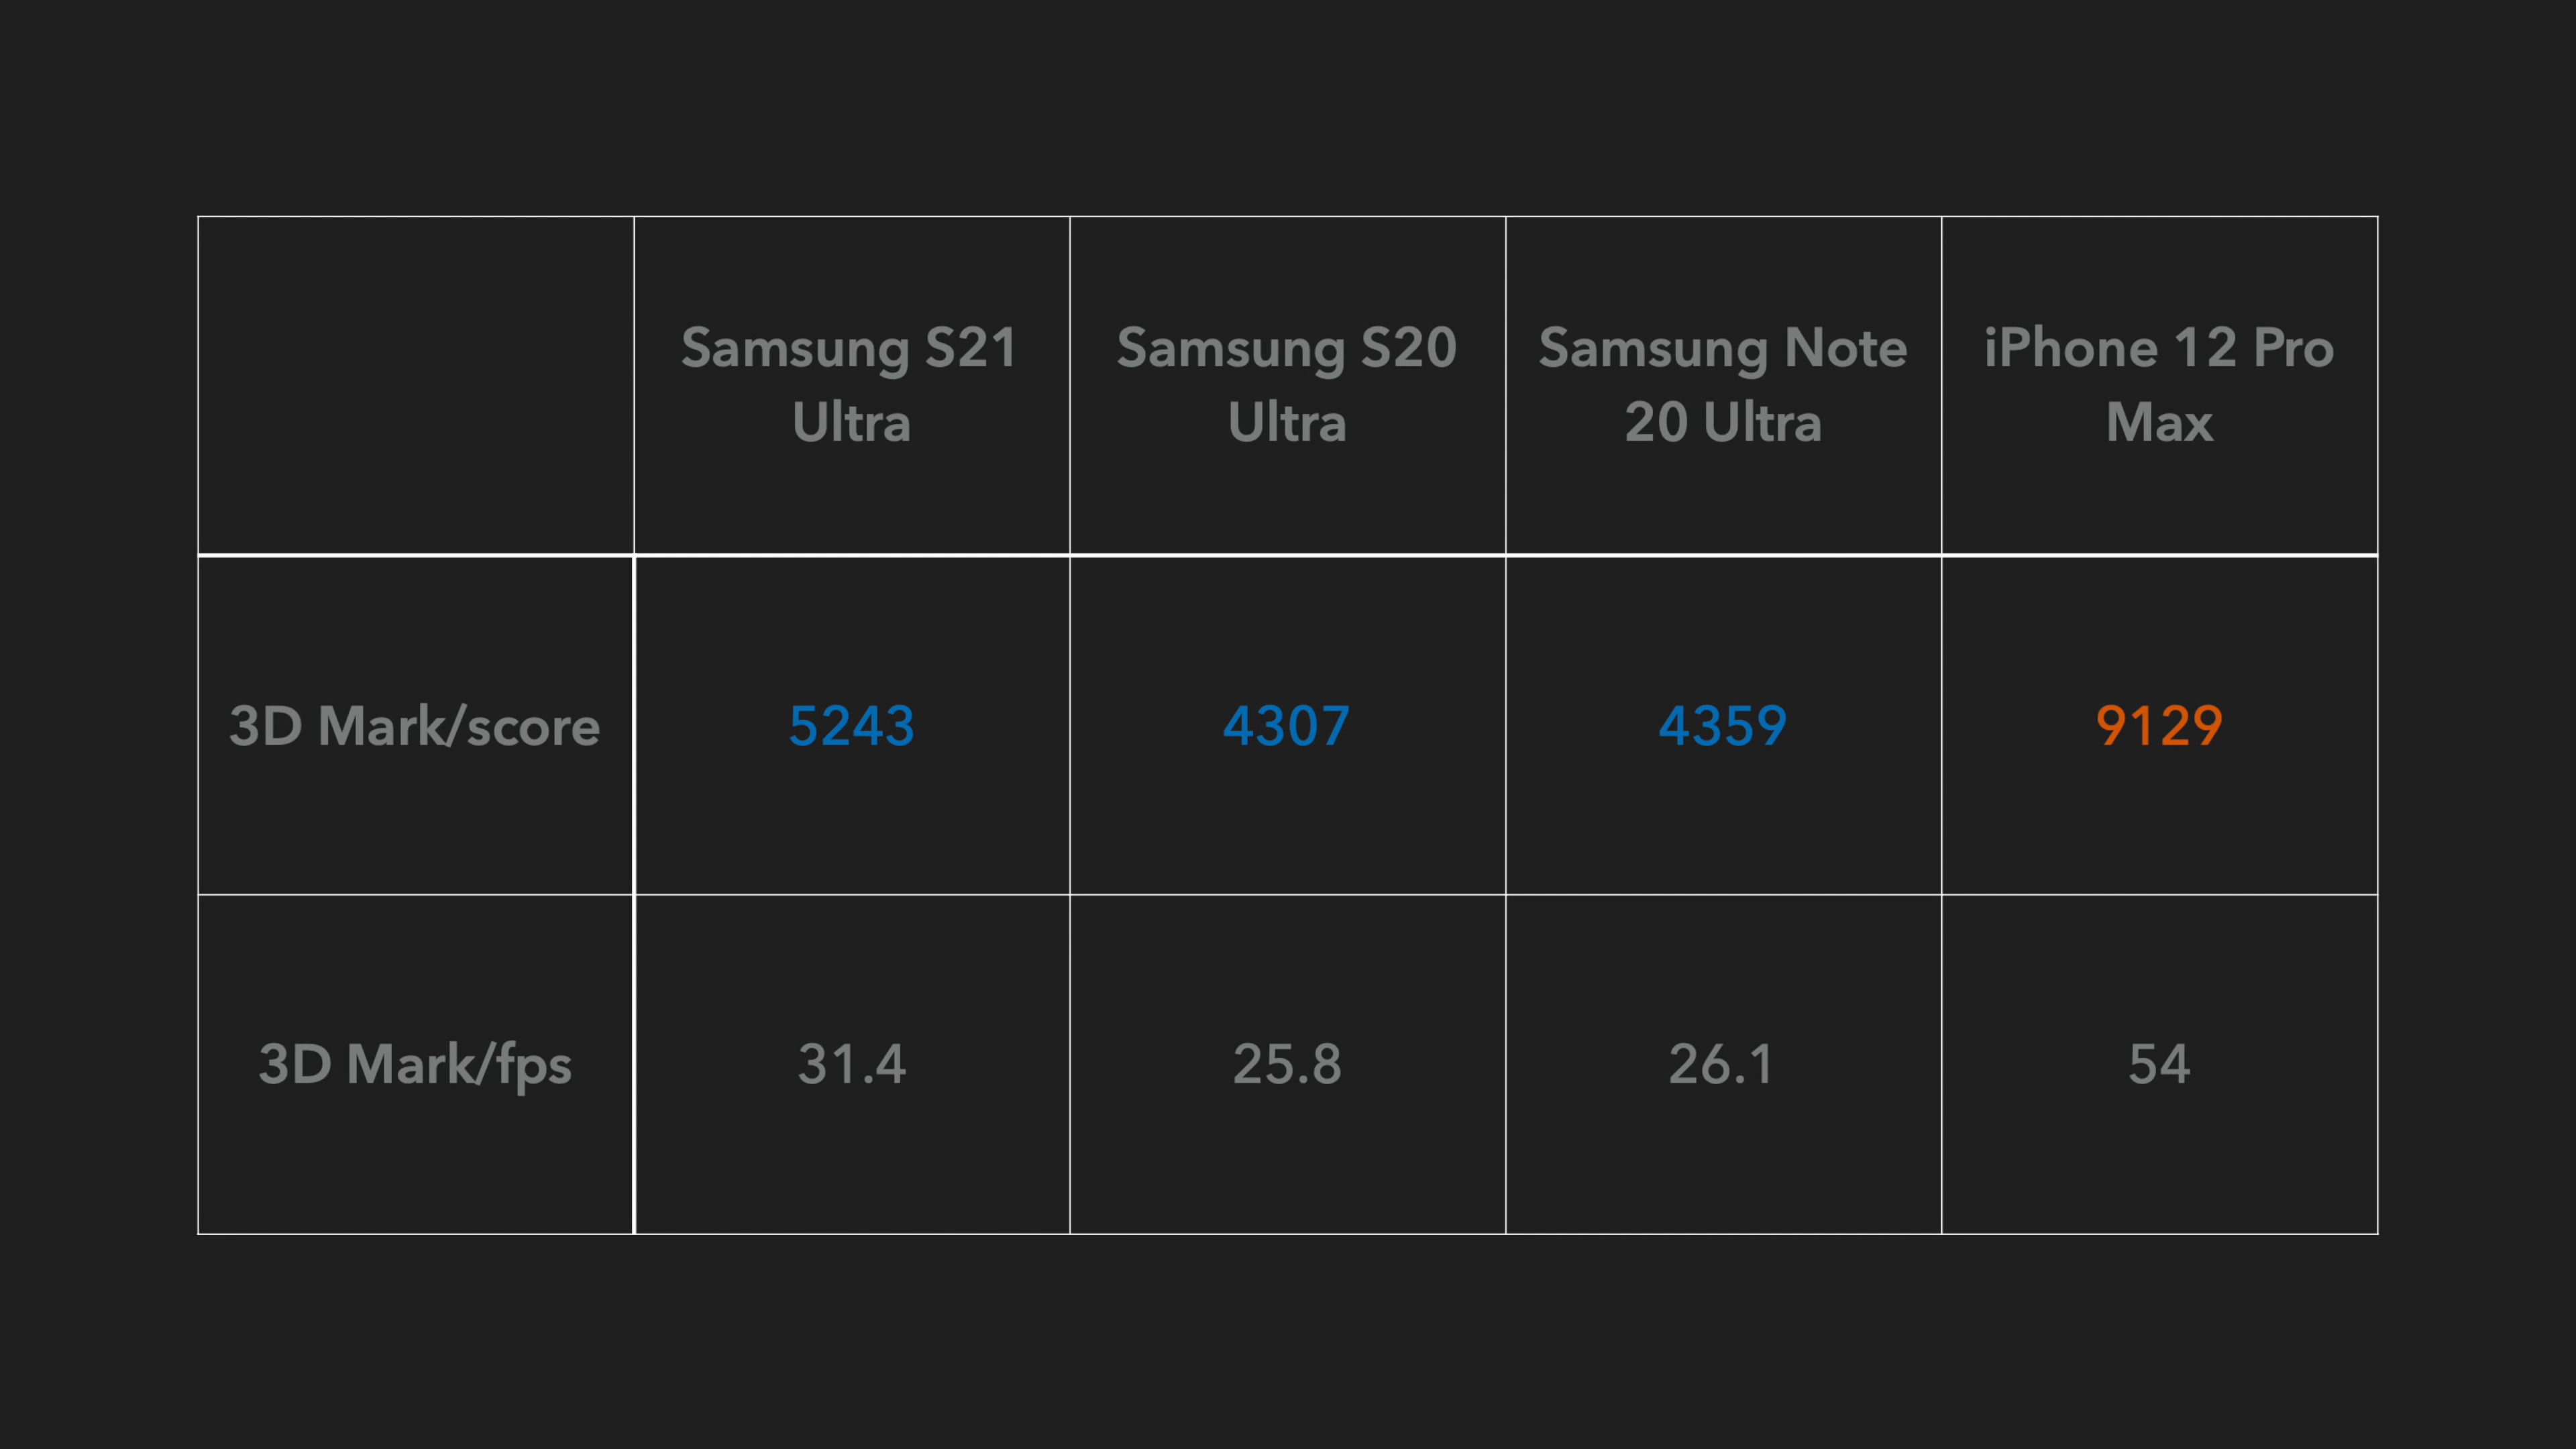 Samsung S21
Ultra
Samsung S20
Ultra
Samsung Note
20 Ultra
iPhone 12 Pro
Max
3D Mark/score
5243
4307
4359
9129
3D Mark/fps
31.4
25.8
26.1
54